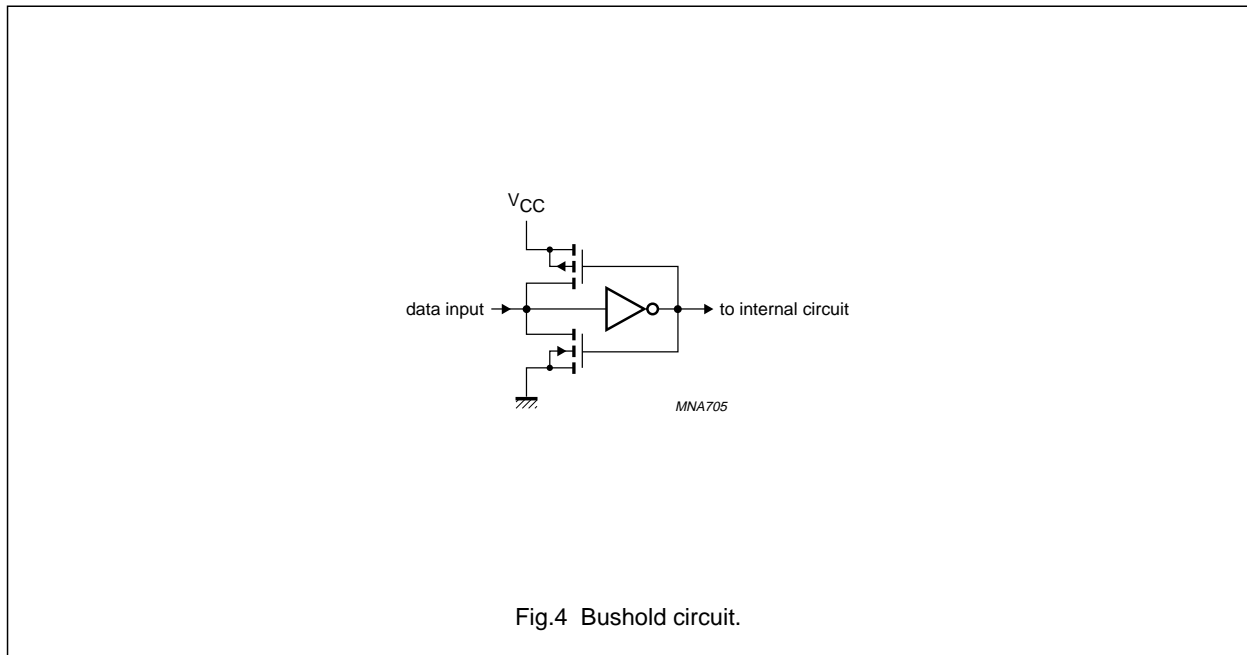 VCC
data input
to internal circuit
MNA705
Fig.4 Bushold circuit.